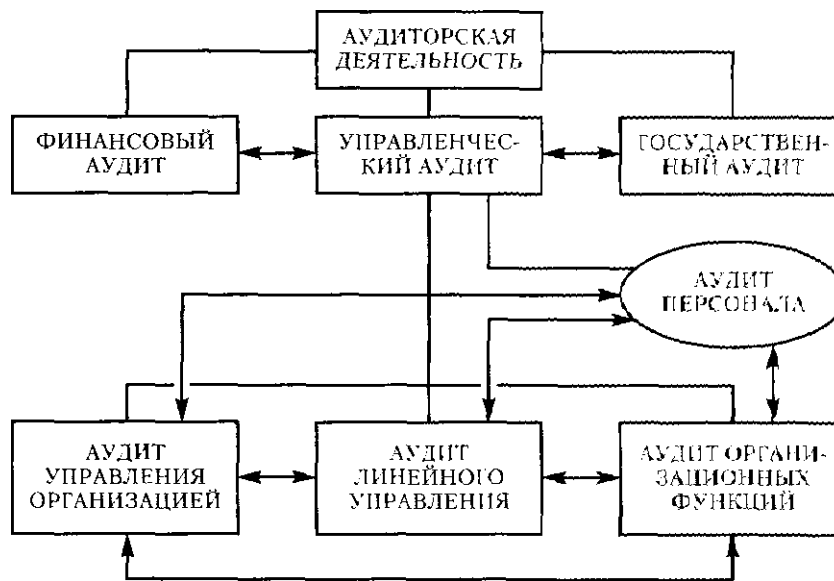 АУДИТОРСКАЯ
ДЕЯТЕЛЬНОСТЬ
ФИНАНСОВЫЙ
АУДИТ
УПРАВЛЕНЧЕС-
КИЙ АУДИТ
ГОСУДАРСТВЕН-
НЫЙ АУДИТ
АУДИТ
ПЕРСОНАЛА
АУДИТ
УПРАВЛЕНИЯ
ОРГАНИЗАЦИЕЙ
АУДИТ
ЛИНЕЙНОГО
УПРАВЛЕНИЯ
АУДИТ ОРГАНИ-
ЗАЦИОННЫХ
ФУНКЦИЙ